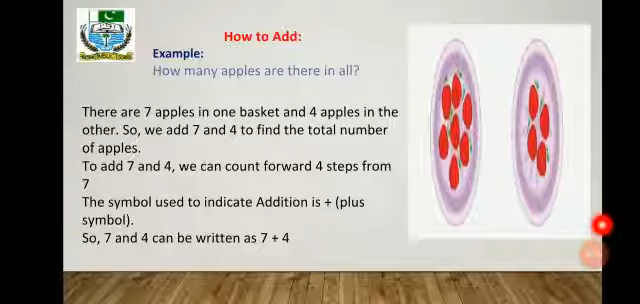 How to Add:
Example:
How many apples are there in all?
There are 7 apples in one basket and 4 apples in the
other. So, we add 7 and 4 to find the total number
of apples.
To add 7 and 4, we can count forward 4 steps from
7
The symbol used to indicate Addition is + (plus
symbol).
So, 7 and 4 can be written as 7 + 4